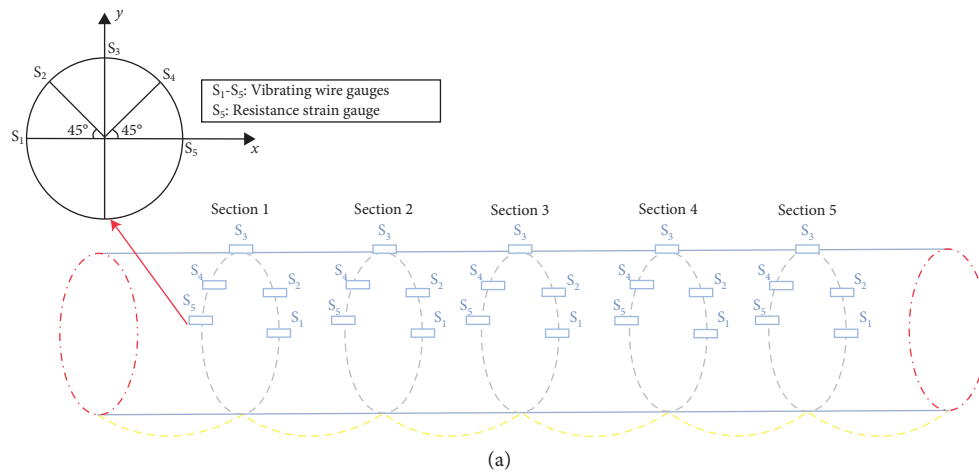 y
S3
S2
S4
S1-S5: Vibrating wire gauges
S5: Resistance strain gauge
45° 45°
S1
S5
x
Section 1 Section 2 Section 3 Section 4 Section 5
S3 S3 S3 S3 S3
S4 S2 S4 S2 S4 S2 S4 S2 S4 S2
S5 S1 S5 S1 S5 S1 S5 S1 S5 S1
(a)